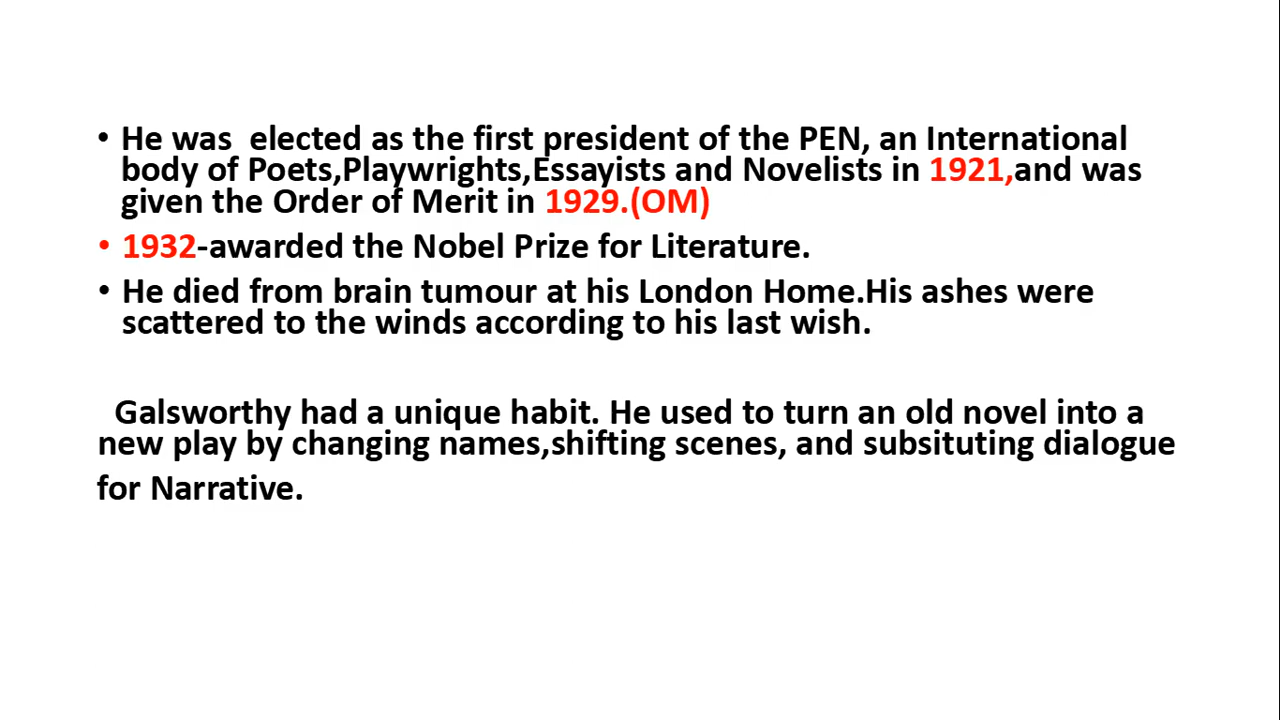 • He was  elected as the first president of the PEN, an International
body of Poets,Playwrights,Essayists and Novelists in 1921,and was
given the Order of Merit in 1929.(OM)
• 1932-awarded the Nobel Prize for Literature.
• He died from brain tumour at his London Home.His ashes were
scattered to the winds according to his last wish.
Galsworthy had a unique habit. He used to turn an old novel into a
new play by changing names,shifting scenes, and subsituting dialogue
for Narrative.